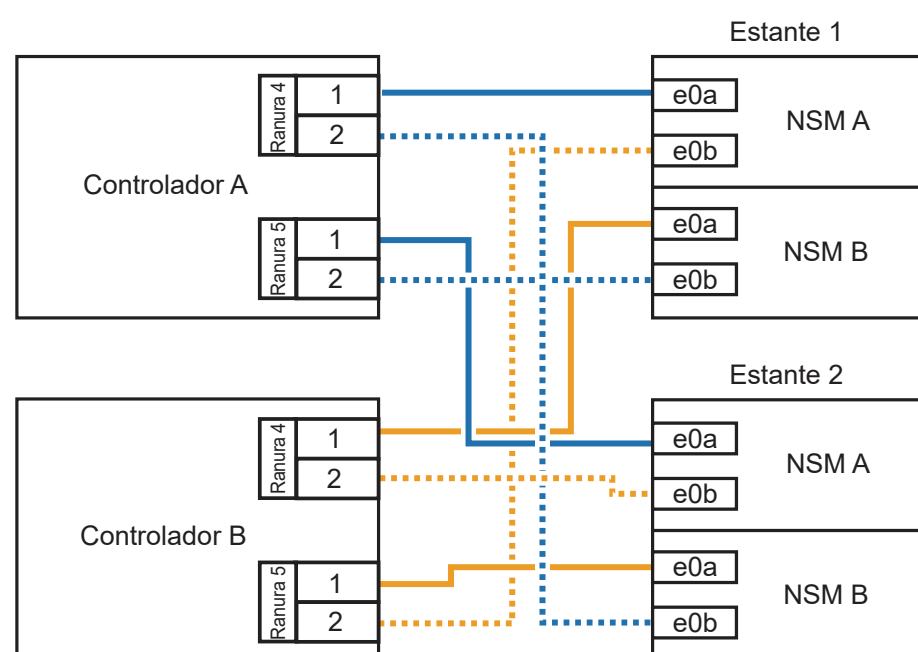 Estante 1
Controlador A
Ranura 4
1
2
Ranura 5
1
2
e0a
e0b
NSM A
e0a
e0b
NSM B
Estante 2
Controlador B
Ranura 4
1
2
Ranura 5
1
2
e0a
e0b
NSM A
e0a
e0b
NSM B